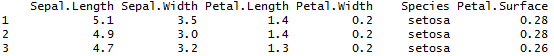 Sepal.Length Sepal.Width Petal.Length Petal.Width Species Petal.Surface
1 5.1 3.5 1.4 0.2 setosa 0.28
2 4.9 3.0 1.4 0.2 setosa 0.28
3 4.7 3.2 1.3 0.2 setosa 0.26